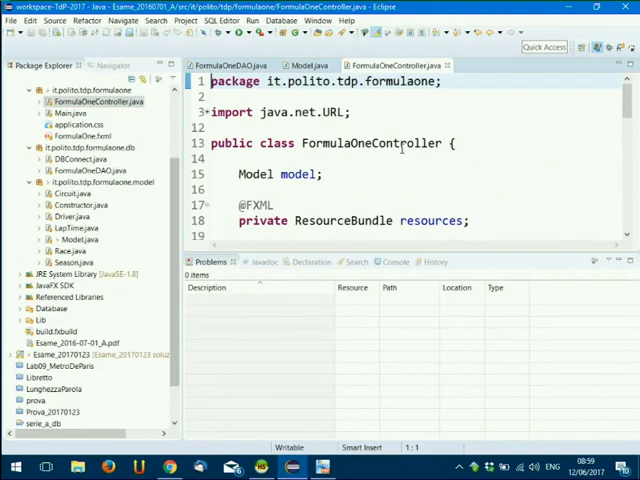 workspace-TdP-2017 - Java - Esame_20160701_A/src/it/polito/tdp/formulaone/FormulaOneController.java - Eclipse
File Edit Source Refactor Navigate Search Project SQL Editor Run Database Window Help
Quick Access
Package Explorer Navigator
it.polito.tdp.formulaone
FormulaOneController.java
Main.java
application.css
FormulaOne.fxml
it.polito.tdp.formulaone.db
DBConnect.java
FormulaOneDAO.java
it.polito.tdp.formulaone.model
Circuit.java
Constructor.java
Driver.java
LapTime.java
Model.java
Race.java
Season.java
JRE System Library [JavaSE-1.8]
JavaFX SDK
Referenced Libraries
Database
Lib
build.fxbuild
Esame_2016-07-01_A.pdf
Esame_20170123
Esame_20170123 soluz
Lab09_MetroDeParis
Libretto
LunghezzaParola
prova
Prova_20170123
serie_a_db
FormulaOneDAO.java Model.java FormulaOneController.java
1 package it.polito.tdp.formulaone;
2
3 import java.net.URL;
12
13 public class FormulaOneController {
14
15 Model model;
16
17 @FXML
18 private ResourceBundle resources;
19
Problems Javadoc Declaration Search Console History
0 items
Description Resource Path Location Type
Writable Smart Insert 1 : 1
ENG
08:59
12/06/2017